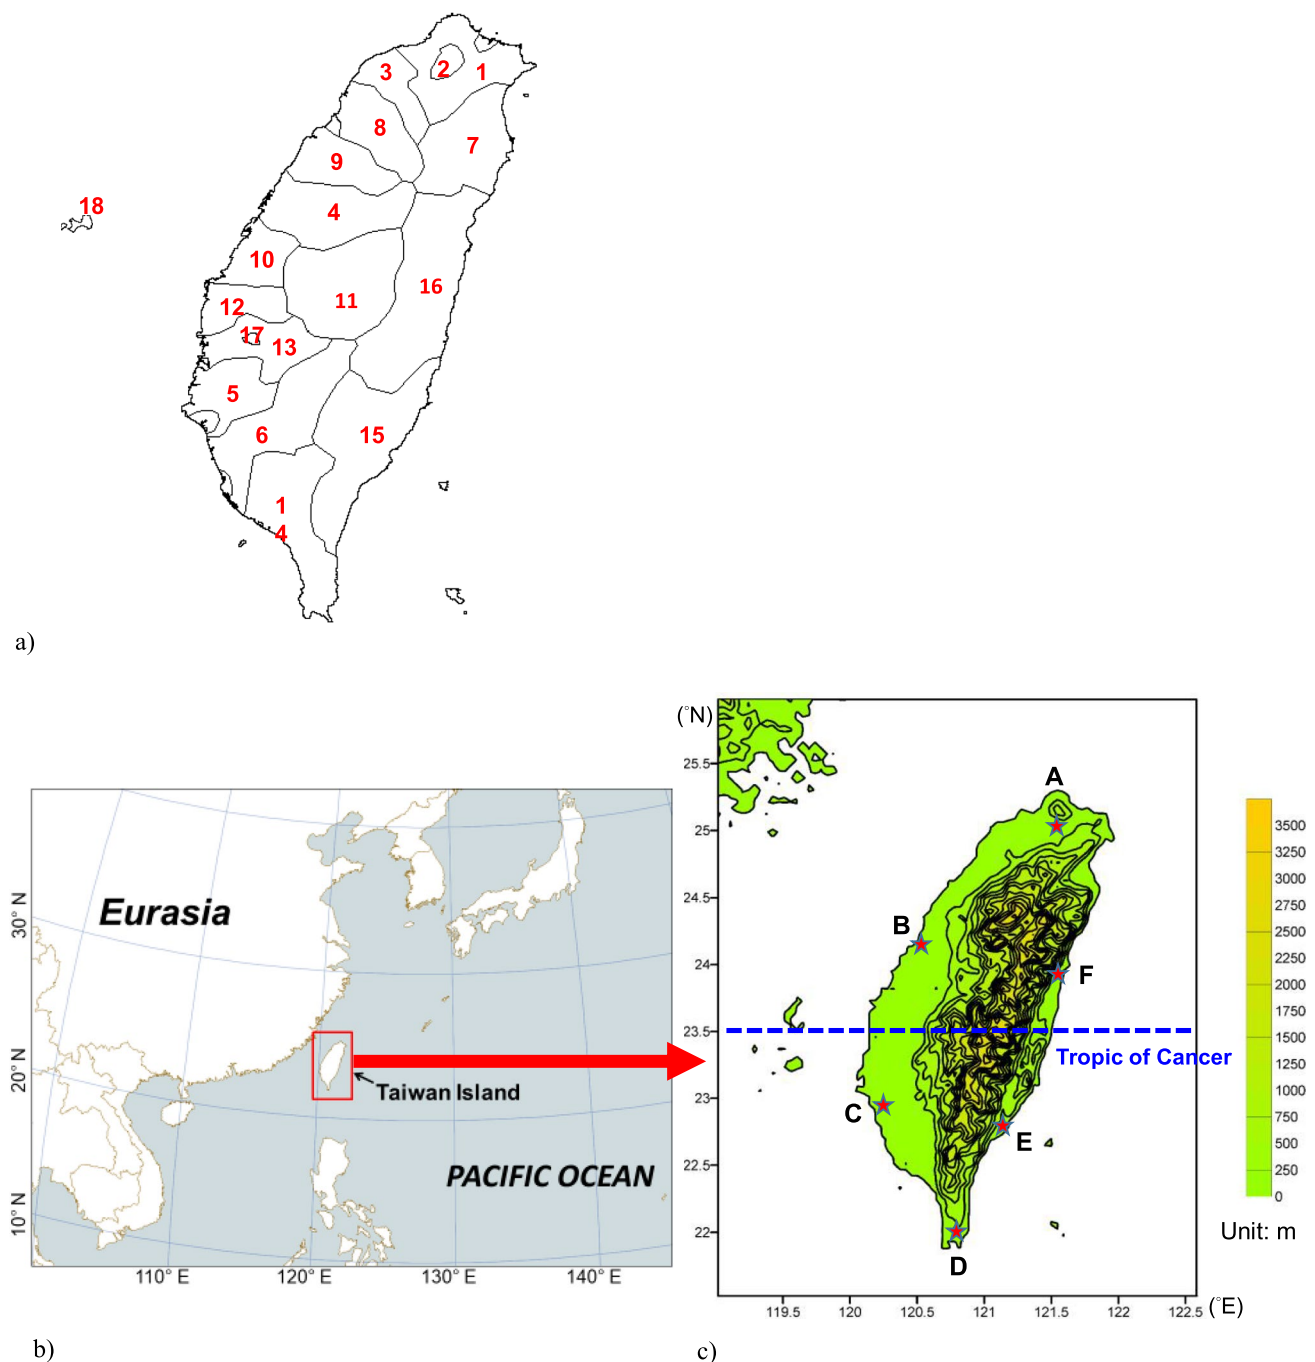 3
2
1
8
7
9
18
4
10
16
11
12
17
13
5
6
15
1
4
a)
(°N)
25.5
A
25
3500
3250
3000
2750
2500
2250
2000
1750
1500
1250
1000
750
500
250
0
Unit: m
24.5
B
24
F
23.5
Tropic of Cancer
23
C
E
22.5
22
D
119.5
120
120.5
121
121.5
122
122.5
(°E)
30° N
20° N
10° N
Eurasia
Taiwan Island
PACIFIC OCEAN
110° E
120° E
130° E
140° E
b)
c)